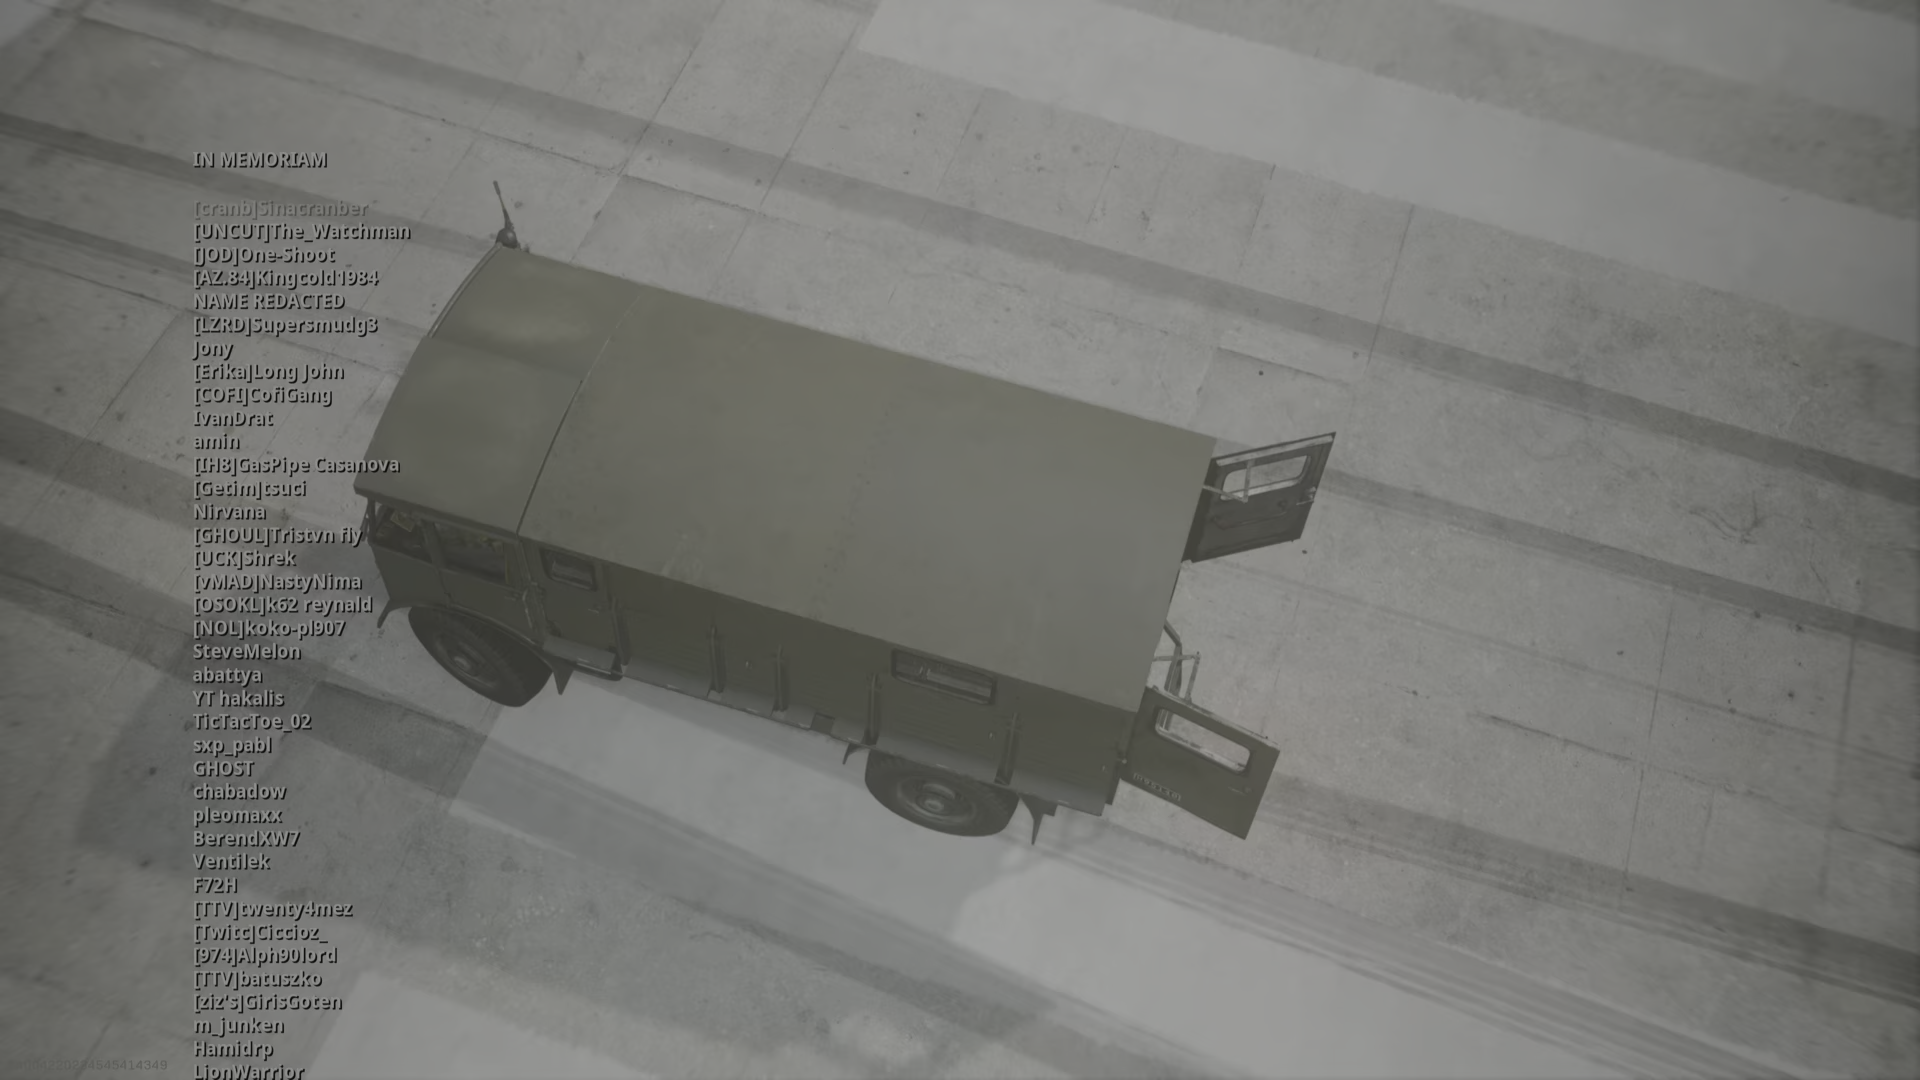 IN MEMORIAM
[cranb]Sinacranber
[UNCUT]The_Watchman
[JOD]One-Shoot
[AZ.84]Kingcold1984
NAME REDACTED
[LZRD]Supersmudg3
Jony
[Erika]Long John
[COFI]CofiGang
IvanDrat
amin
[IH8]GasPipe Casanova
[Getim]tsuci
Nirvana
[GHOUL]Tristvn fly
[UCK]Shrek
[vMAD]NastyNima
[OSOKL]k62 reynald
[NOL]koko-pl907
SteveMelon
abattya
YT hakalis
TicTacToe_02
sxp_pabl
GHOST
chabadow
pleomaxx
BerendXW7
Ventilek
F72H
[TTV]twenty4mez
[Twitc]Ciccioz_
[974]Alph90lord
[TTV]batuszko
[ziz's]GirisGoten
m_junken
Hamidrp
LionWarrior